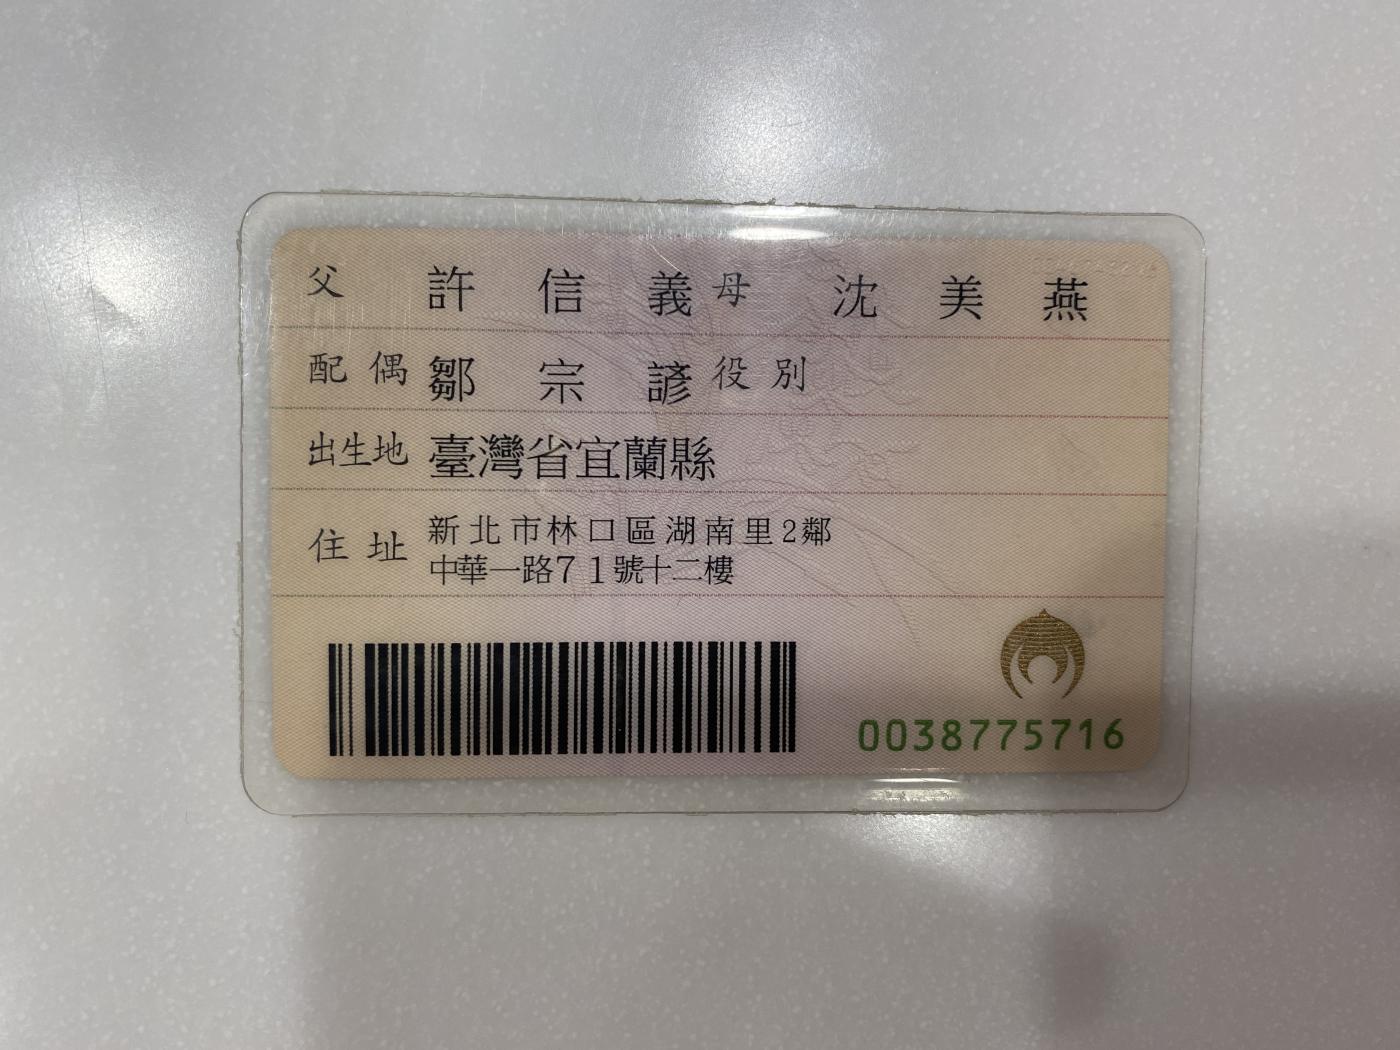 父 許信義 母 沈美燕
配偶 鄒宗諺 役別
出生地 臺灣省宜蘭縣
住址 新北市林口區湖南里2鄰
中華一路71號十二樓
0038775716